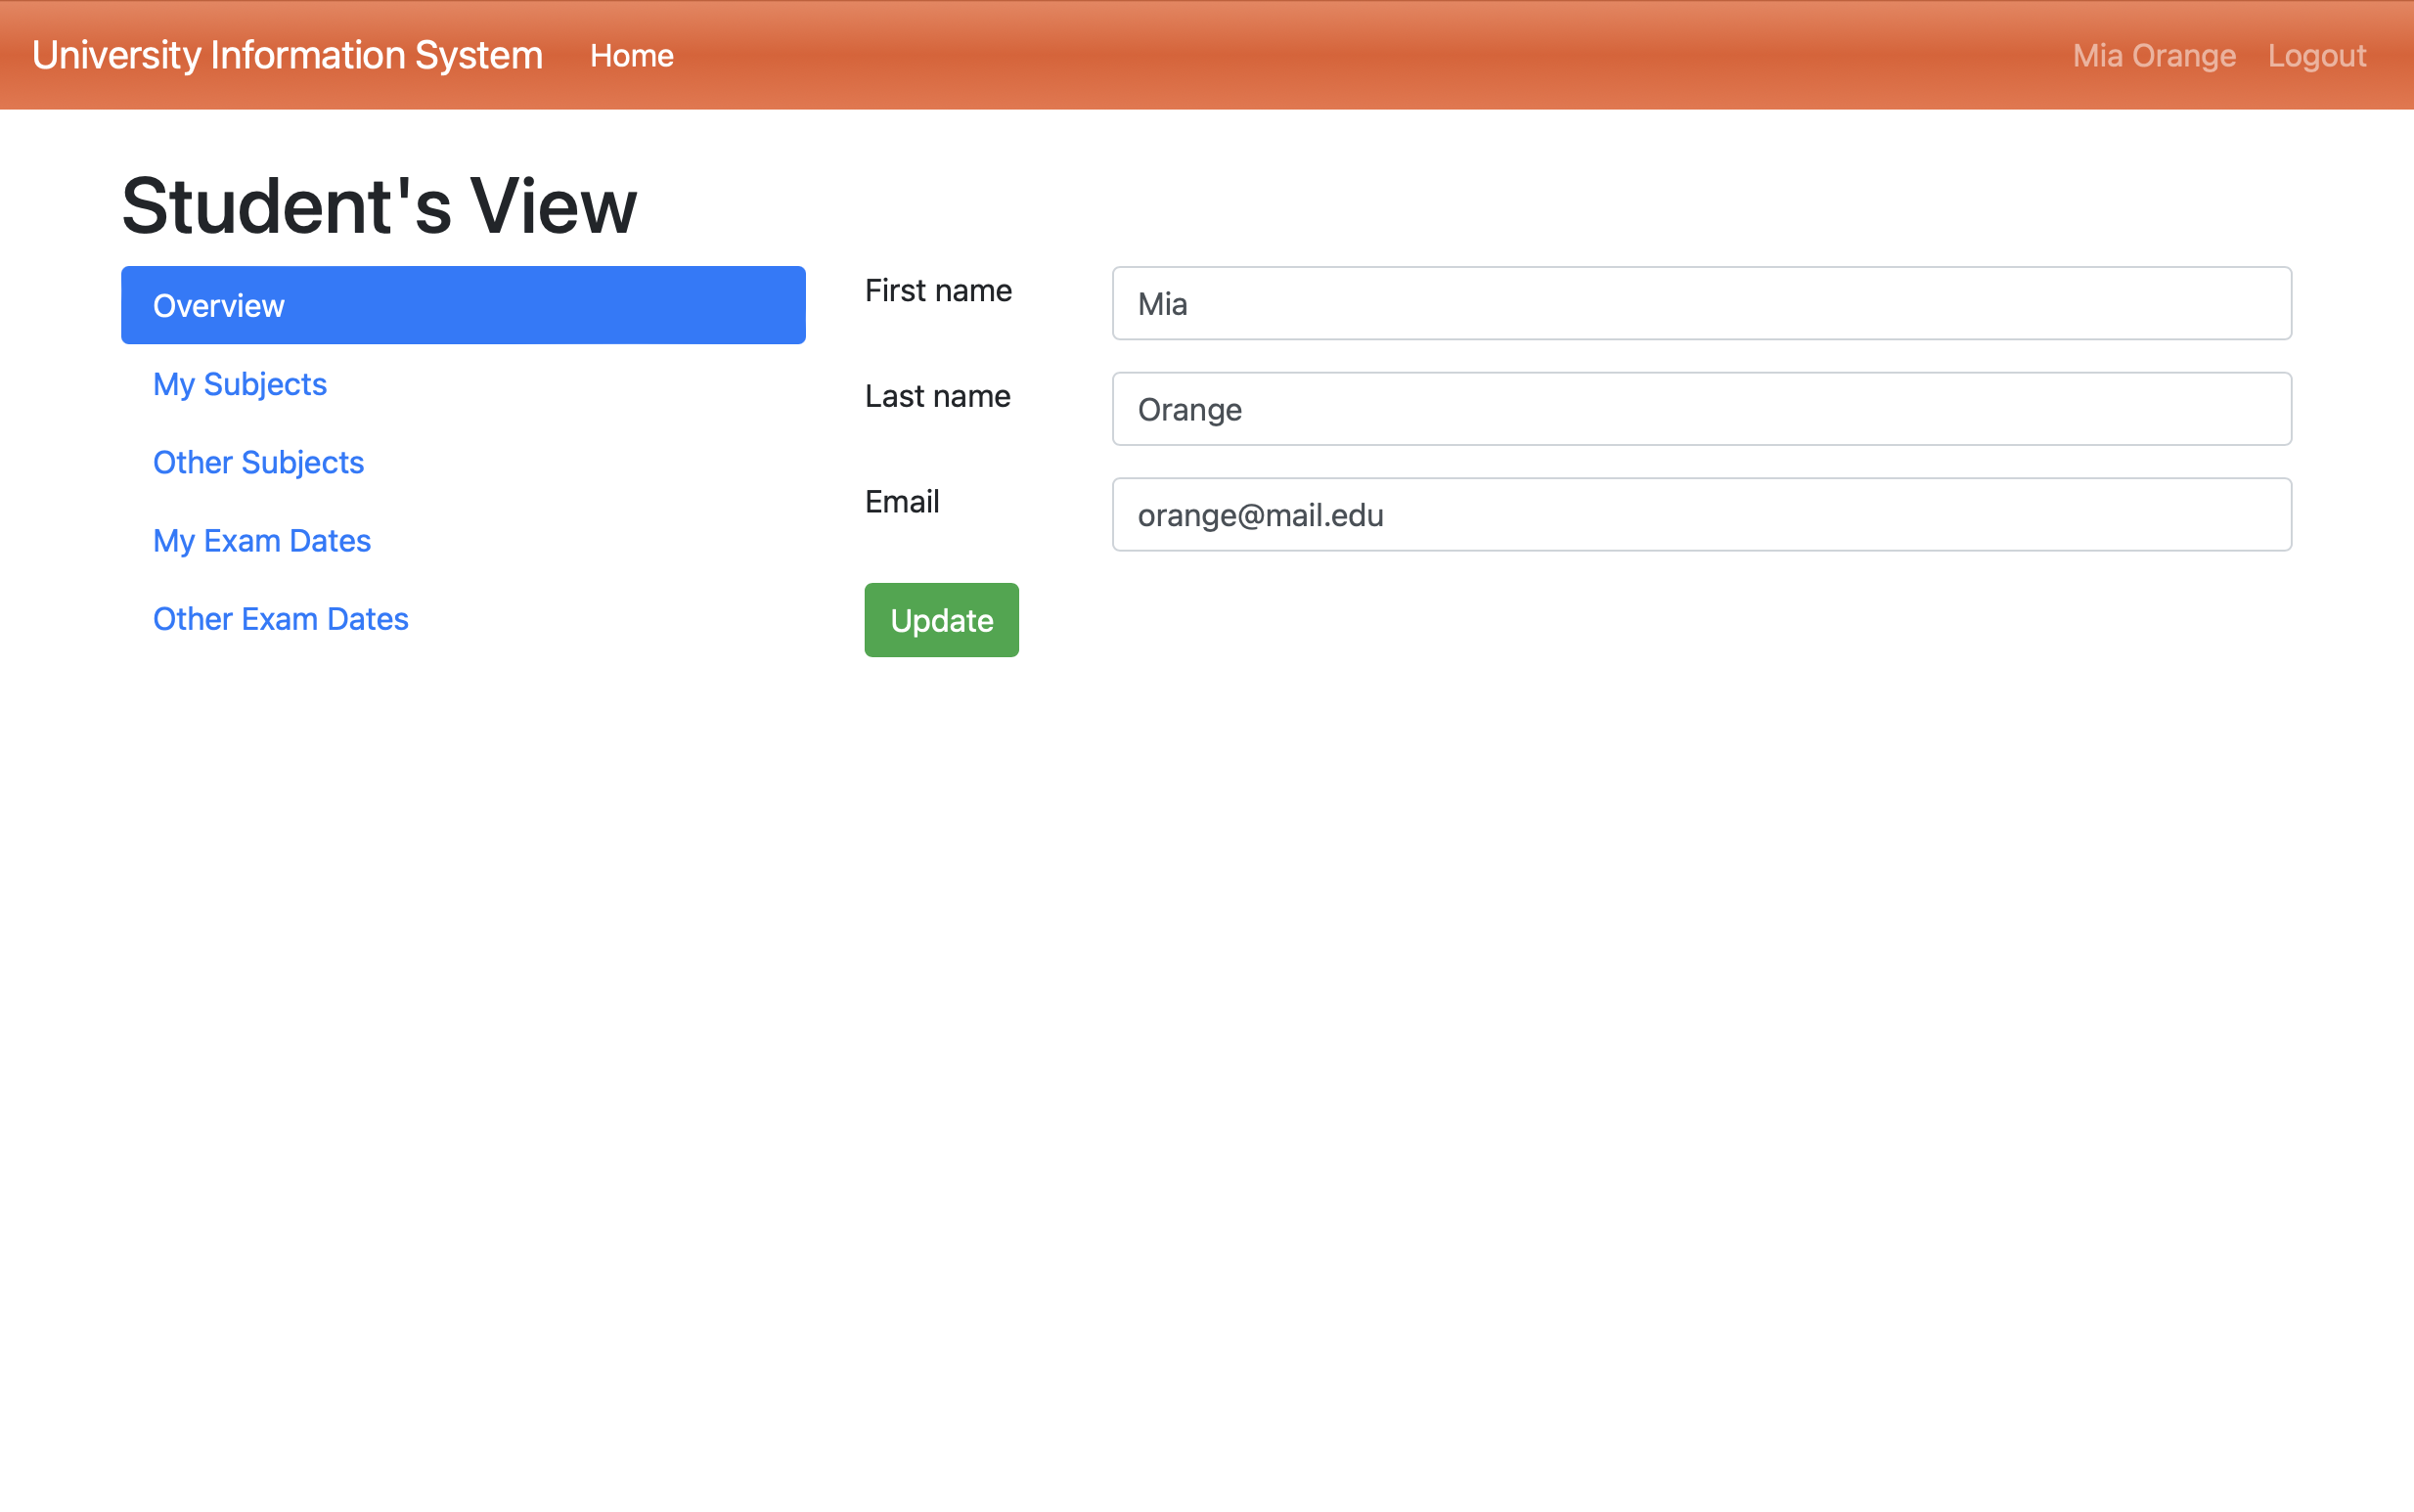 University Information System Home Mia Orange Logout
Student's View
Overview
My Subjects
Other Subjects
My Exam Dates
Other Exam Dates
First name Mia
Last name Orange
Email orange@mail.edu
Update